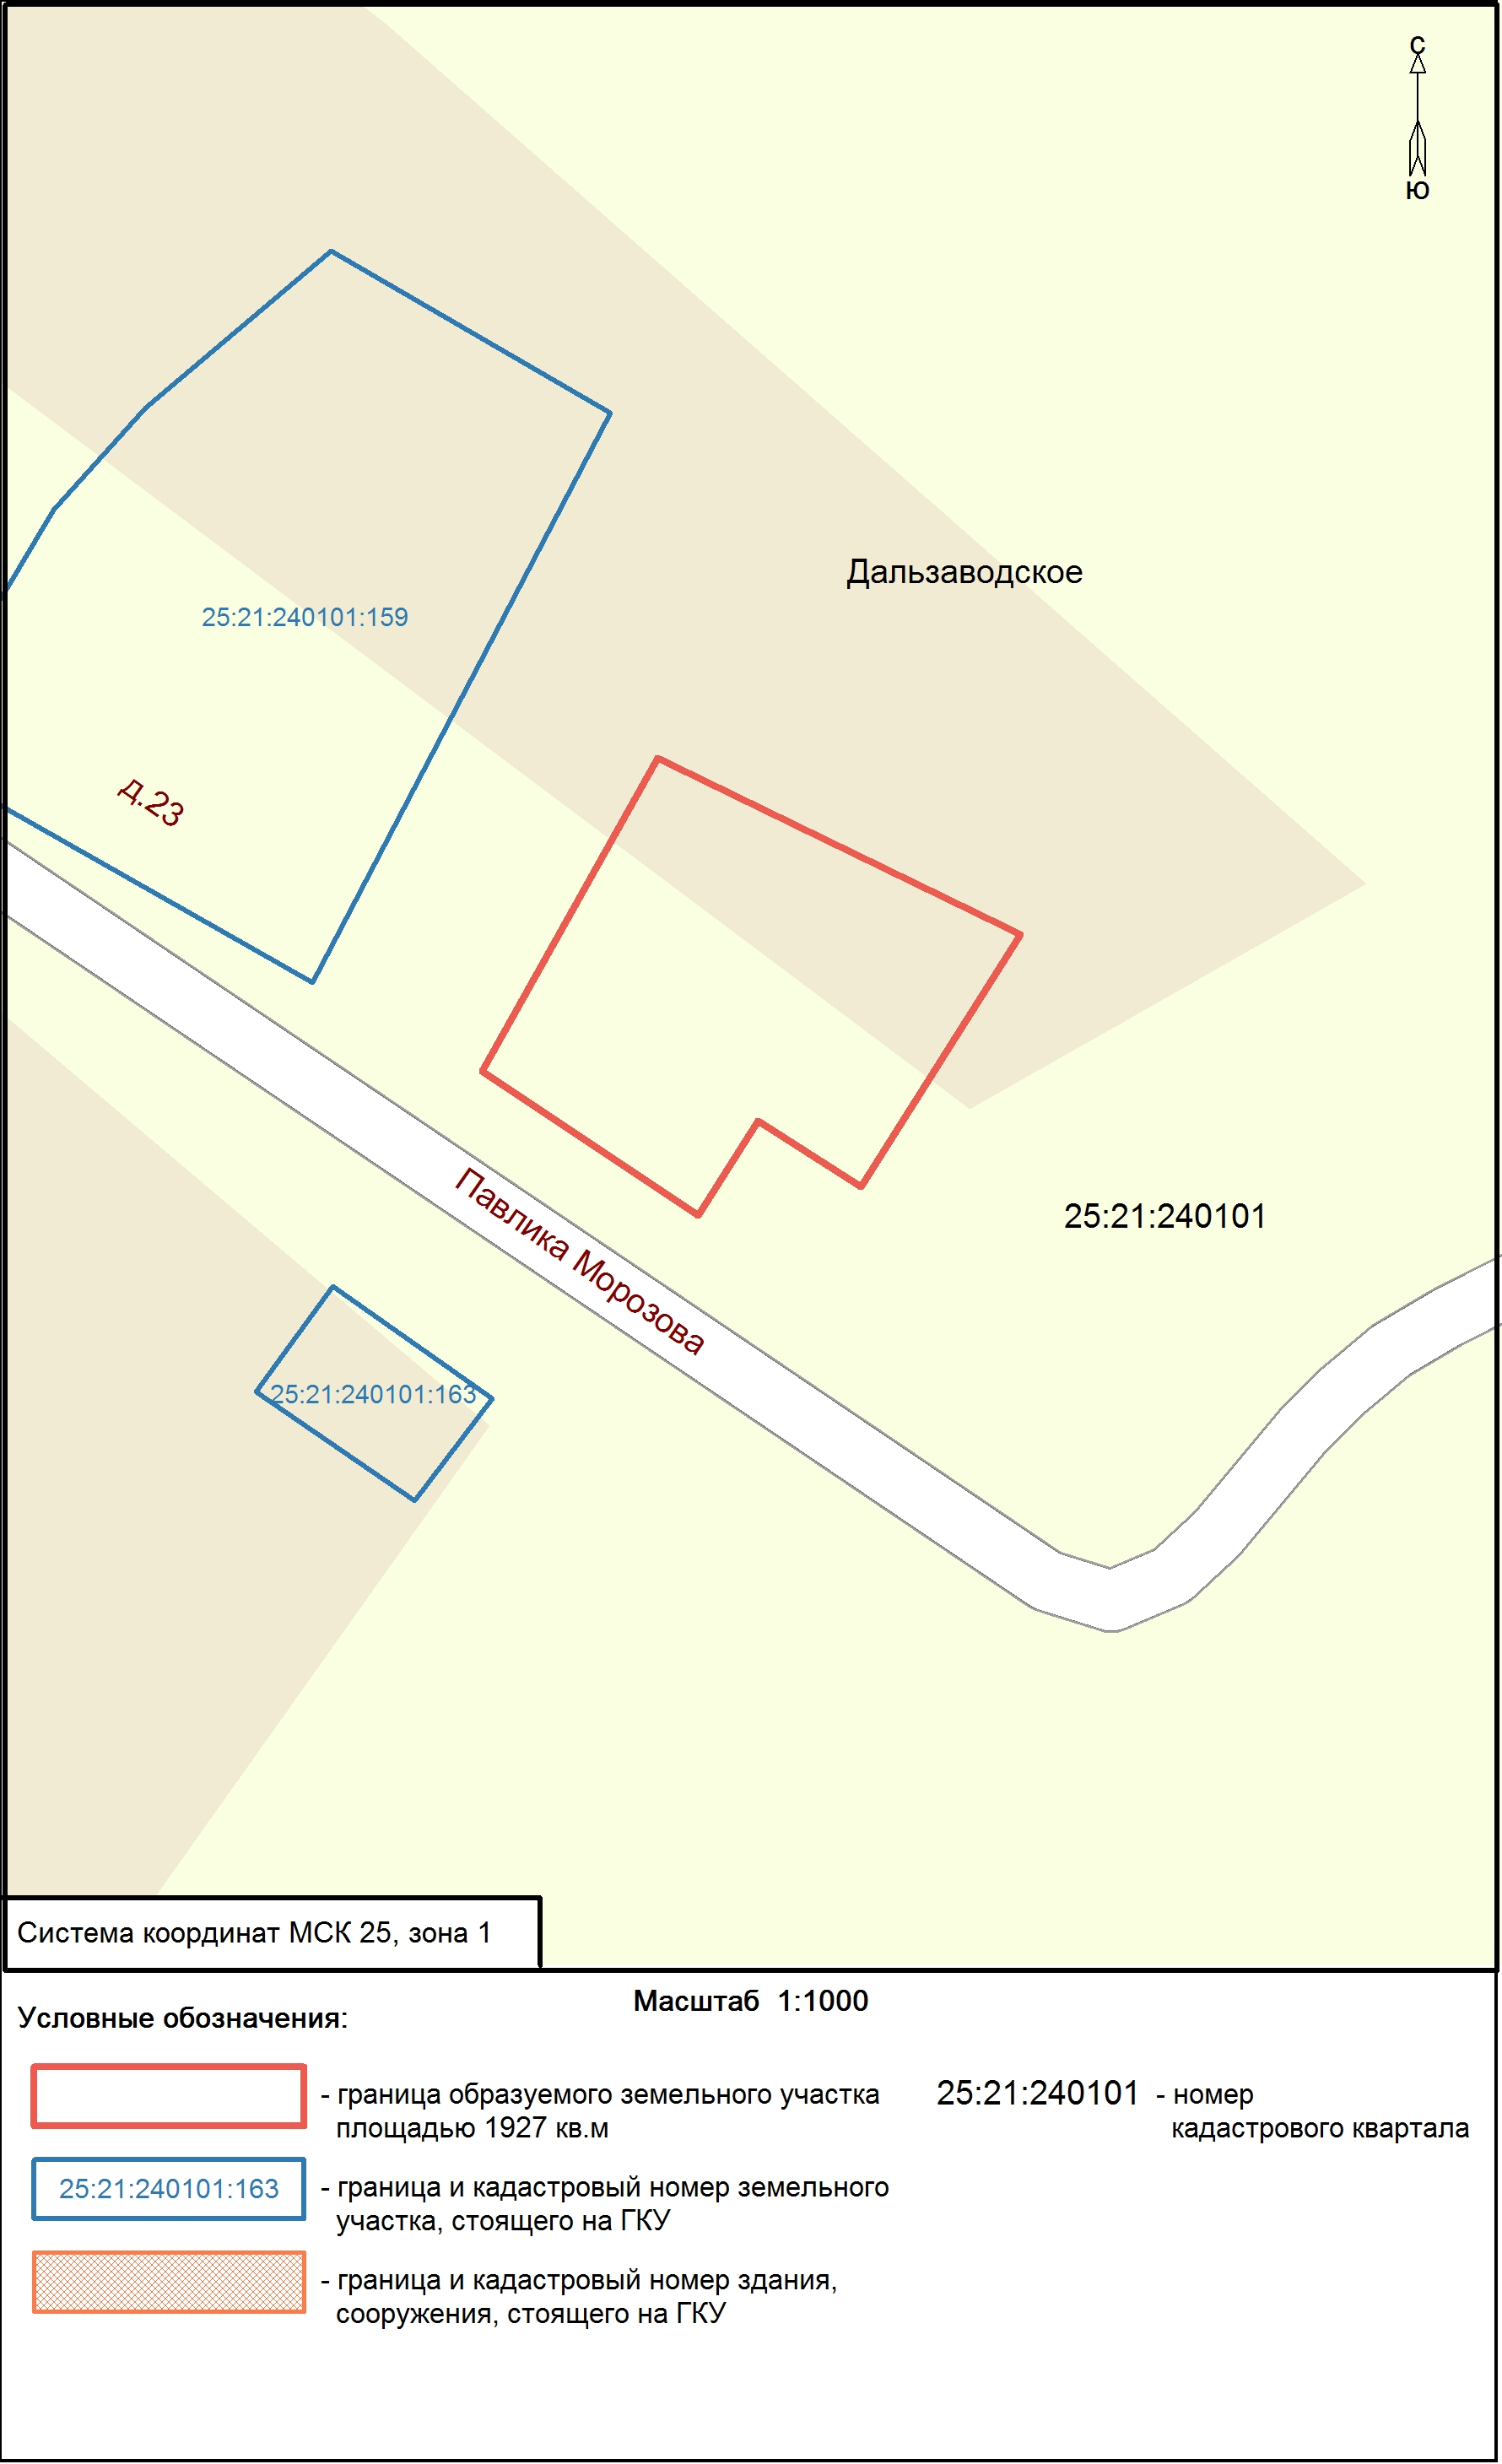 С
Ю
Дальзаводское
25:21:240101:159
д.23
Павлика Морозова
25:21:240101
25:21:240101:163
Система координат МСК 25, зона 1
Масштаб 1:1000
Условные обозначения:
- граница образуемого земельного участка
площадью 1927 кв.м
25:21:240101 - номер
кадастрового квартала
25:21:240101:163
- граница и кадастровый номер земельного
участка, стоящего на ГКУ
- граница и кадастровый номер здания,
сооружения, стоящего на ГКУ